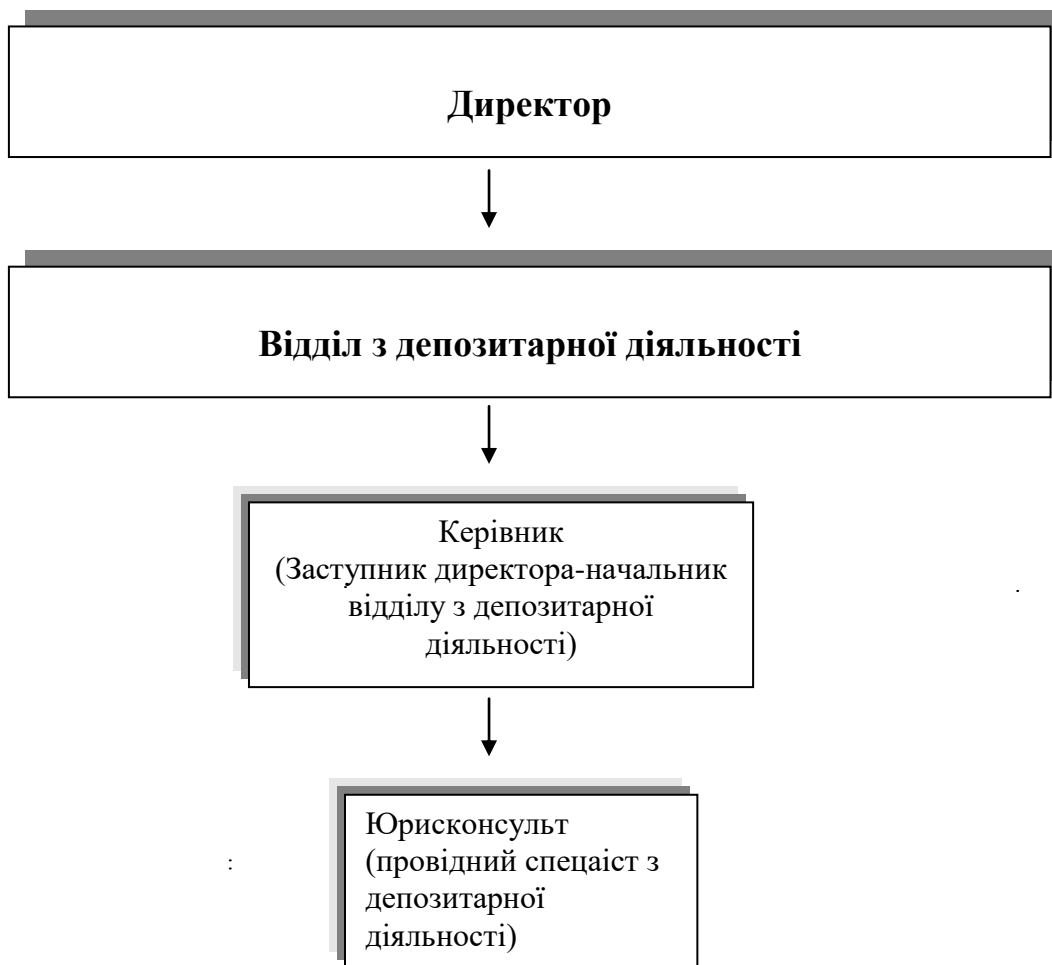 Директор
Відділ з депозитарної діяльності
Керівник
(Заступник директора-начальник
відділу з депозитарної
діяльності)
.
Юрисконсульт
(провідний спецаіст з
:
депозитарної
діяльності)